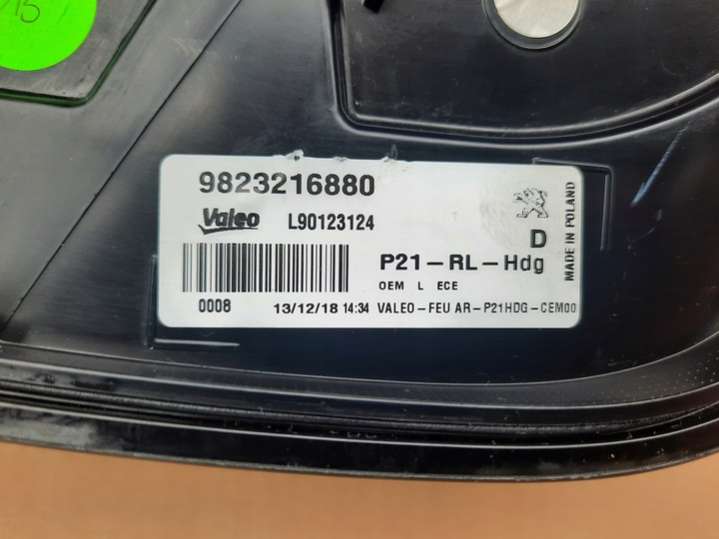 15
9823216880
Valeo L90123124
D
P21-RL-Hdg
OEM L ECE
0008 13/12/18 14:34 VALEO-FEU AR-P21HDG-CEM00
MADE IN POLAND